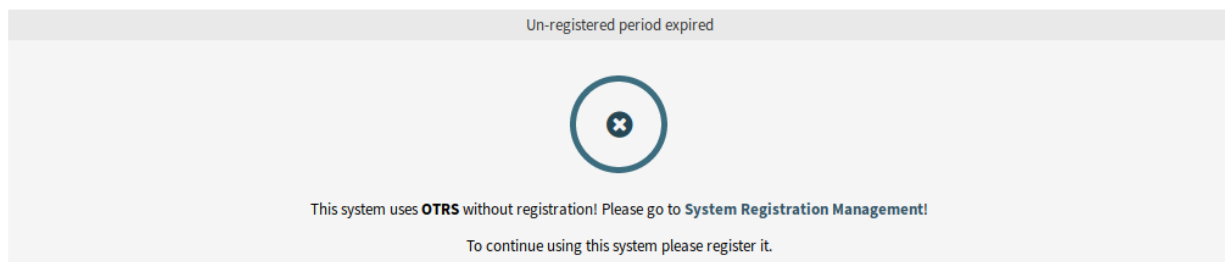 Un-registered period expired
This system uses OTRS without registration! Please go to System Registration Management!
To continue using this system please register it.